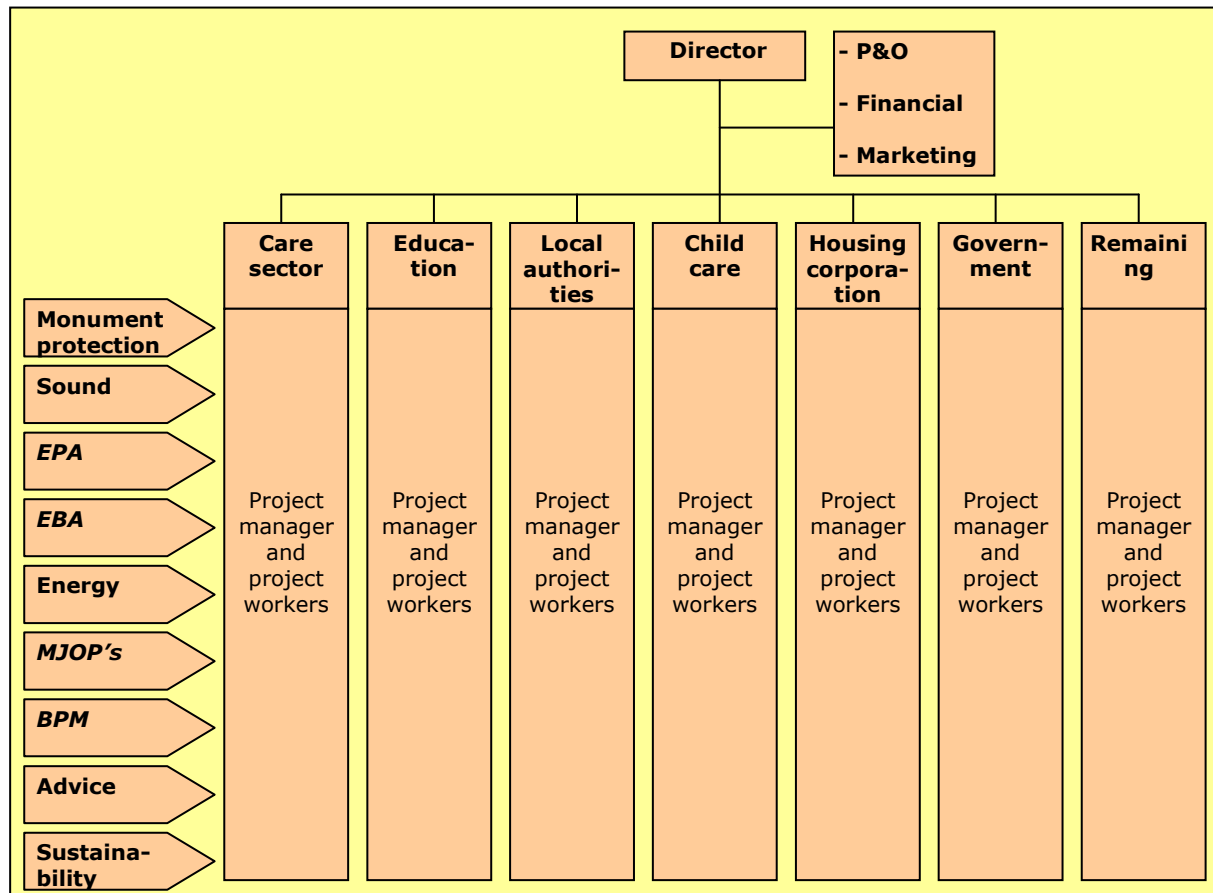 Director
- P&O
- Financial
- Marketing
Care
sector
Educa-
tion
Local
authori-
ties
Child
care
Housing
corpora-
tion
Govern-
ment
Remaini
ng
Monument
protection
Sound
EPA
EBA
Energy
MJOP's
BPM
Advice
Sustaina-
bility
Project
manager
and
project
workers
Project
manager
and
project
workers
Project
manager
and
project
workers
Project
manager
and
project
workers
Project
manager
and
project
workers
Project
manager
and
project
workers
Project
manager
and
project
workers